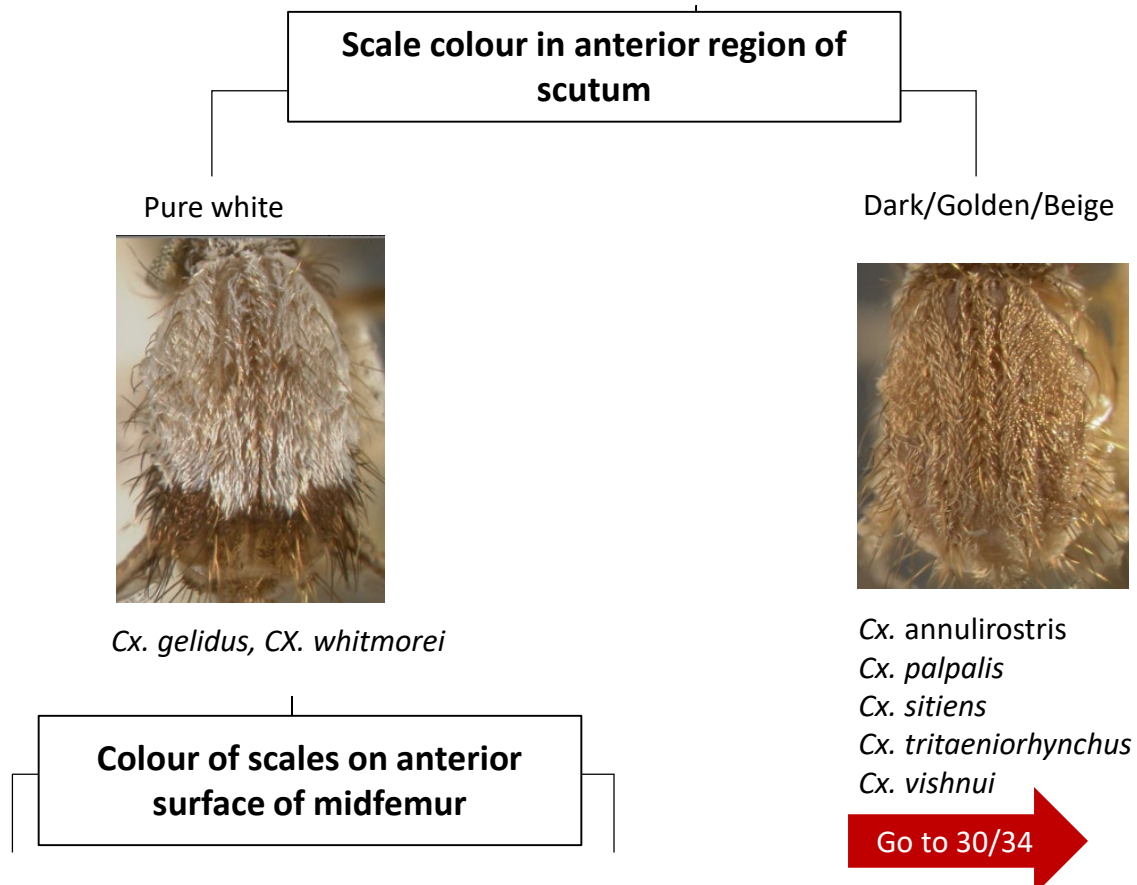 Scale colour in anterior region of
scutum
Pure white
Dark/Golden/Beige
Cx. gelidus, CX. whitmorei
Cx. annulirostris
Cx. palpalis
Cx. sitiens
Cx. tritaeniorhynchus
Cx. vishnui
Colour of scales on anterior
surface of midfemur
Go to 30/34